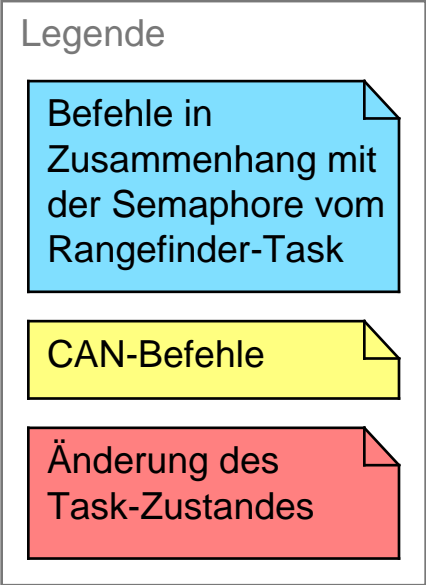 Legende
Befehle in
Zusammenhang mit
der Semaphore vom
Rangefinder-Task
CAN-Befehle
Änderung des
Task-Zustandes